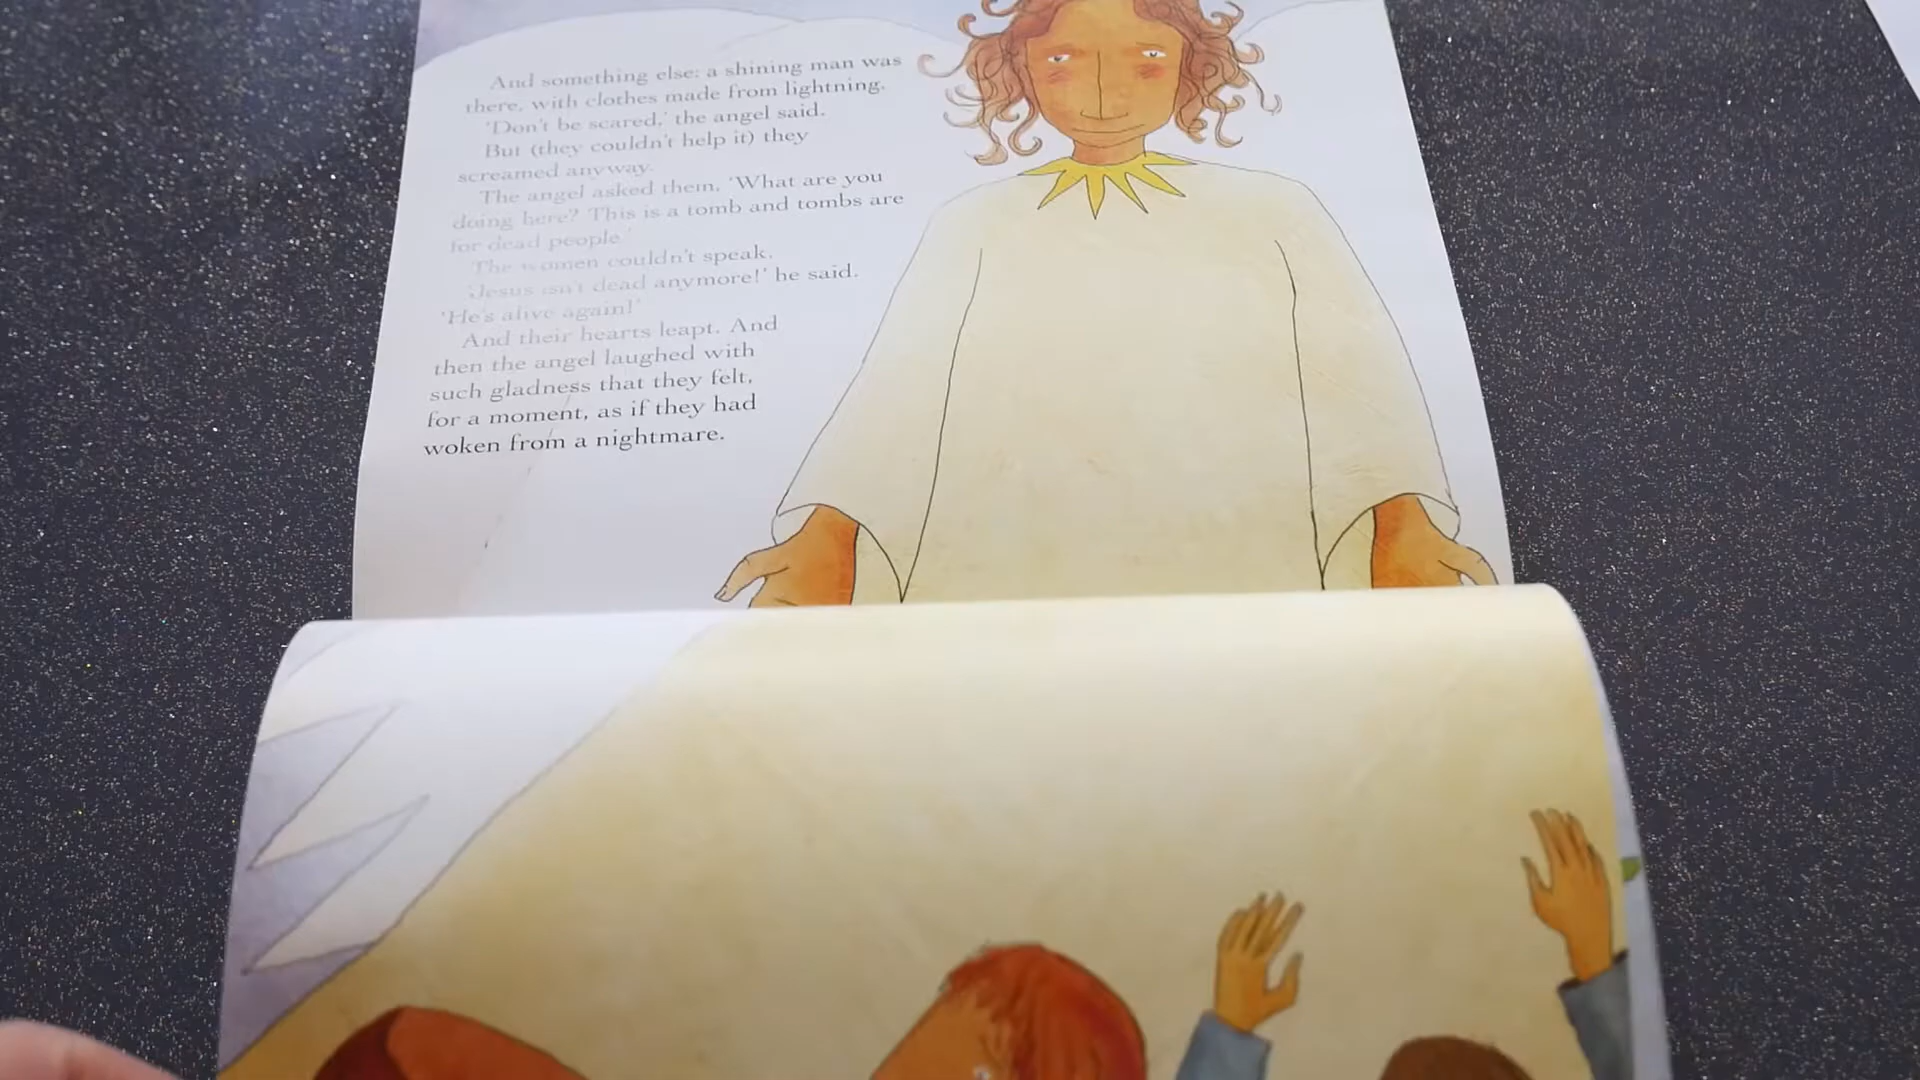 And something else: a shining man was
there, with clothes made from lightning.
'Don't be scared,' the angel said.
But (they couldn't help it) they
screamed anyway.
The angel asked them, 'What are you
doing here? This is a tomb and tombs are
for dead people.'
The women couldn't speak.
'Jesus isn't dead anymore!' he said.
'He's alive again!'
And their hearts leapt. And
then the angel laughed with
such gladness that they felt,
for a moment, as if they had
woken from a nightmare.